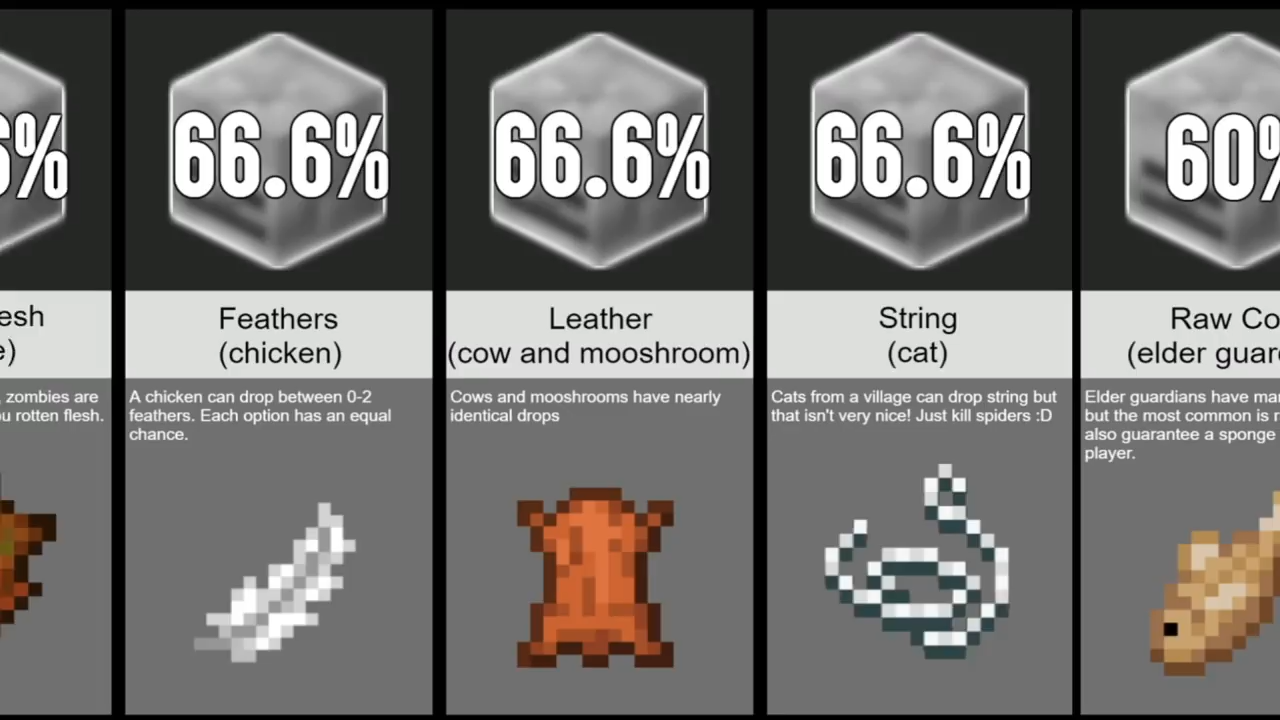 6%
66.6%
66.6%
66.6%
60%
esh
e)
, zombies are
u rotten flesh.
Feathers
(chicken)
A chicken can drop between 0-2
feathers. Each option has an equal
chance.
Leather
(cow and mooshroom)
Cows and mooshrooms have nearly
identical drops
String
(cat)
Cats from a village can drop string but
that isn't very nice! Just kill spiders :D
Raw Co
(elder guar
Elder guardians have ma
but the most common is r
also guarantee a sponge
player.